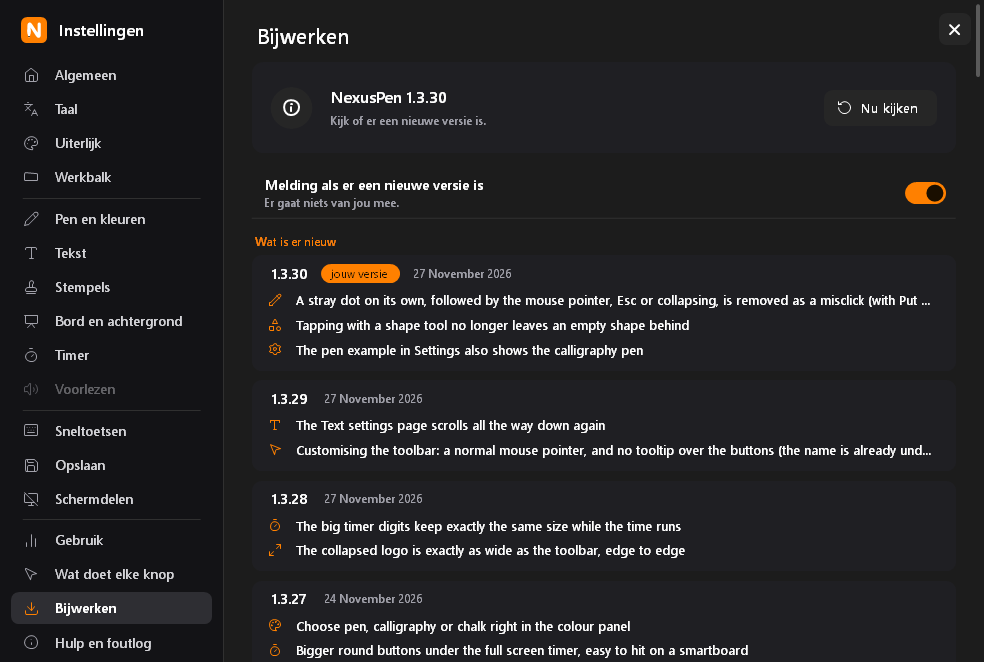 N Instellingen
Algemeen
Taal
Uiterlijk
Werkbalk
Pen en kleuren
Tekst
Stempels
Bord en achtergrond
Timer
Voorlezen
Sneltoetsen
Opslaan
Schermdelen
Gebruik
Wat doet elke knop
Bijwerken
Hulp en foutlog
Bijwerken
NexusPen 1.3.30
Kijk of er een nieuwe versie is.
Nu kijken
Melding als er een nieuwe versie is
Er gaat niets van jou mee.
Wat is er nieuw
1.3.30 jouw versie 27 November 2026
A stray dot on its own, followed by the mouse pointer, Esc or collapsing, is removed as a misclick (with Put ...
Tapping with a shape tool no longer leaves an empty shape behind
The pen example in Settings also shows the calligraphy pen
1.3.29 27 November 2026
The Text settings page scrolls all the way down again
Customising the toolbar: a normal mouse pointer, and no tooltip over the buttons (the name is already und...
1.3.28 27 November 2026
The big timer digits keep exactly the same size while the time runs
The collapsed logo is exactly as wide as the toolbar, edge to edge
1.3.27 24 November 2026
Choose pen, calligraphy or chalk right in the colour panel
Bigger round buttons under the full screen timer, easy to hit on a smartboard